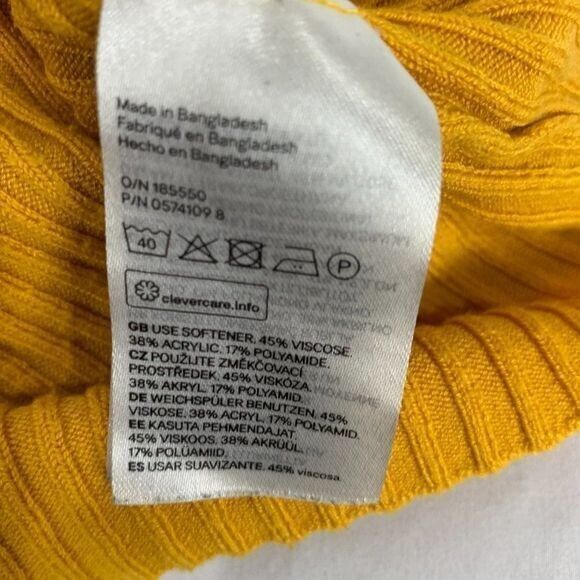 Made in Bangladesh
Fabriqué en Bangladesh
Hecho en Bangladesh
O/N 185550
P/N 0574109 8
40
P
clevercare.info
GB USE SOFTENER. 45% VISCOSE.
38% ACRYLIC. 17% POLYAMIDE.
CZ POUŽIJTE ZMĚKČOVACÍ
PROSTŘEDEK. 45% VISKÓZA.
38% AKRYL. 17% POLYAMID.
DE WEICHSPÜLER BENUTZEN. 45%
VISKOSE. 38% ACRYL. 17% POLYAMID.
EE KASUTA PEHMENDAJAT.
45% VISKOOS. 38% AKRÜÜL.
17% POLÜAMIID.
ES USAR SUAVIZANTE. 45% viscosa